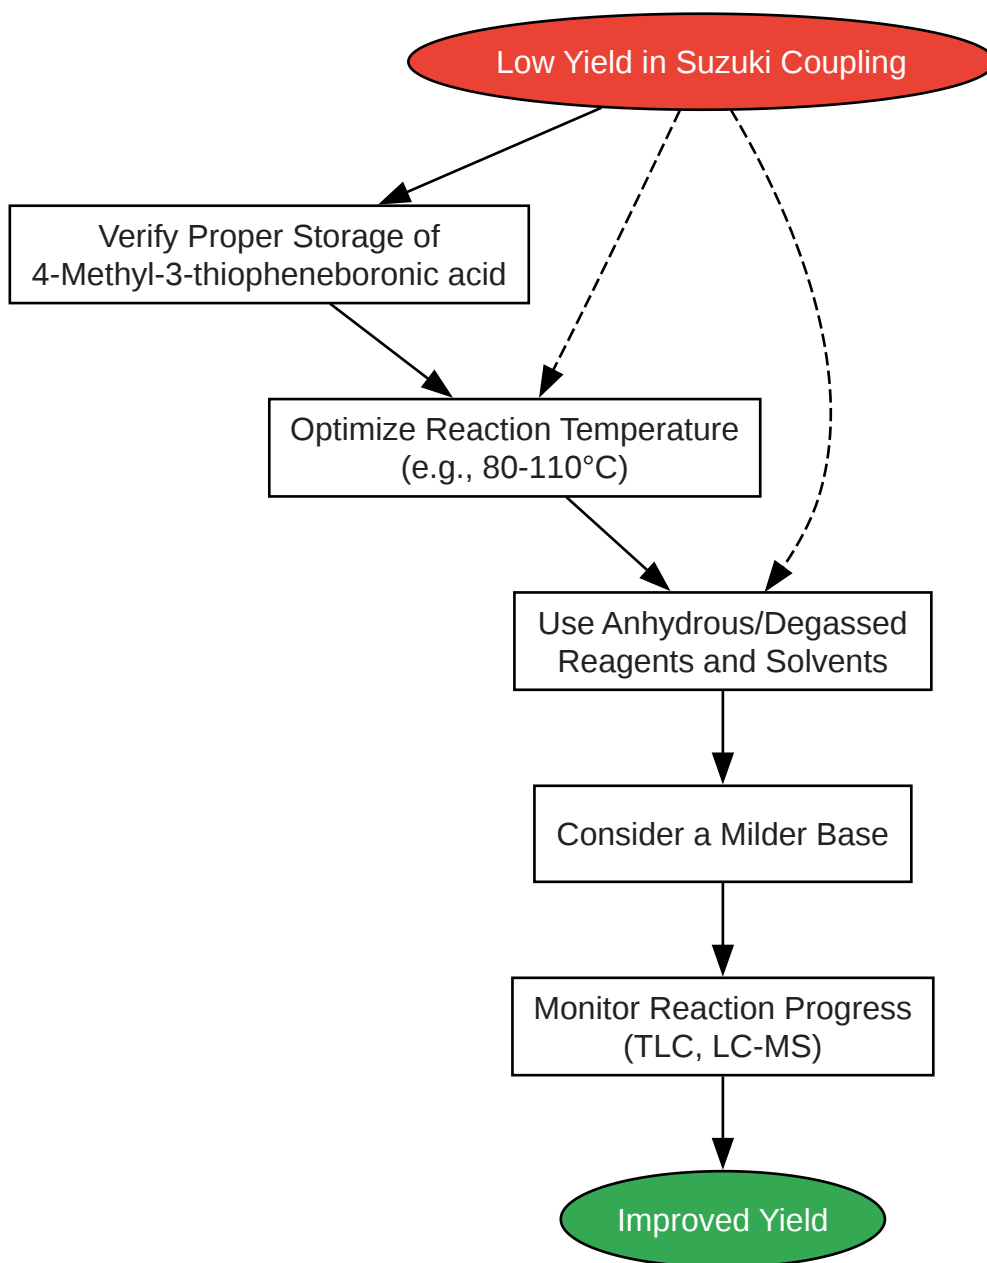 Low Yield in Suzuki Coupling
Verify Proper Storage of
4-Methyl-3-thiopheneboronic acid
Optimize Reaction Temperature
(e.g., 80-110°C)
Use Anhydrous/Degassed
Reagents and Solvents
Consider a Milder Base
Monitor Reaction Progress
(TLC, LC-MS)
Improved Yield